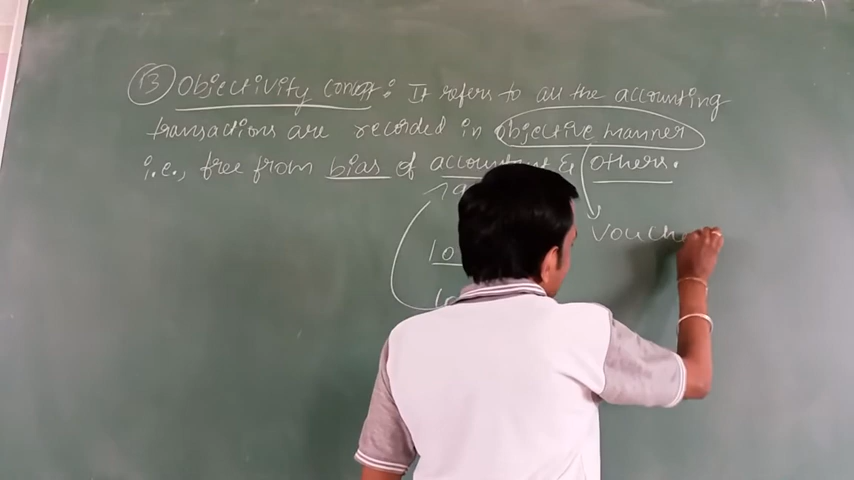 13 Objectivity concept: It refers to all the accounting
transactions are recorded in objective manner
i.e., free from bias of accountant & others.
Vouch
10